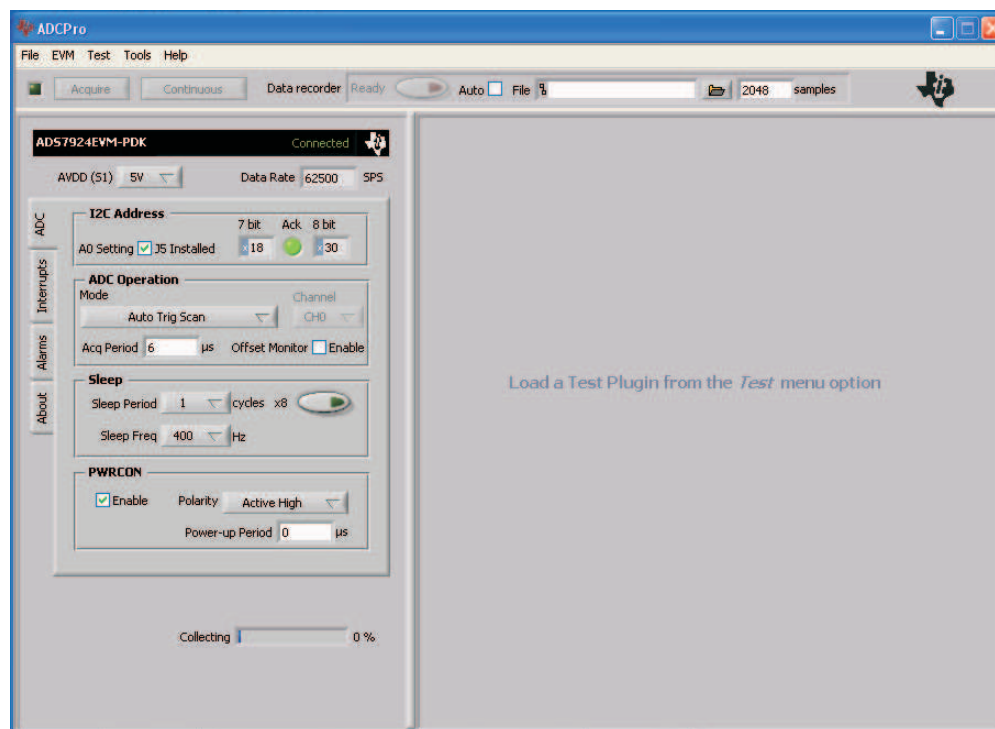 ADCPro
File EVM Test Tools Help
Acquire Continuous Data recorder Ready Auto File % 2048 samples
ADS7924EVM-PDK Connected
AVDD (S1) 5V Data Rate 62500 SPS
ADC
Interrupts
Alarms
About
I2C Address
7 bit Ack 8 bit
A0 Setting J5 Installed x 18 x 30
ADC Operation
Mode Channel
Auto Trig Scan CH0
Acq Period 6 µs Offset Monitor Enable
Sleep
Sleep Period 1 cycles x8
Sleep Freq 400 Hz
PWRCON
Enable Polarity Active High
Power-up Period 0 µs
Collecting 0 %
Load a Test Plugin from the Test menu option